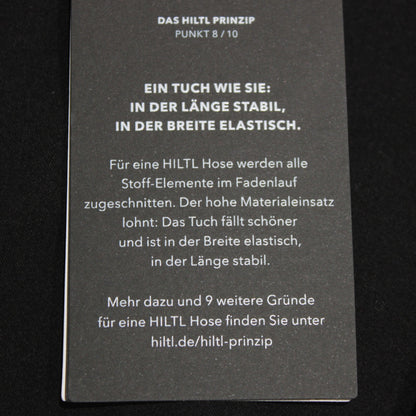 DAS HILTL PRINZIP
PUNKT 8 / 10
EIN TUCH WIE SIE:
IN DER LÄNGE STABIL,
IN DER BREITE ELASTISCH.
Für eine HILTL Hose werden alle
Stoff-Elemente im Fadenlauf
zugeschnitten. Der hohe Materialeinsatz
lohnt: Das Tuch fällt schöner
und ist in der Breite elastisch,
in der Länge stabil.
Mehr dazu und 9 weitere Gründe
für eine HILTL Hose finden Sie unter
hiltl.de/hiltl-prinzip